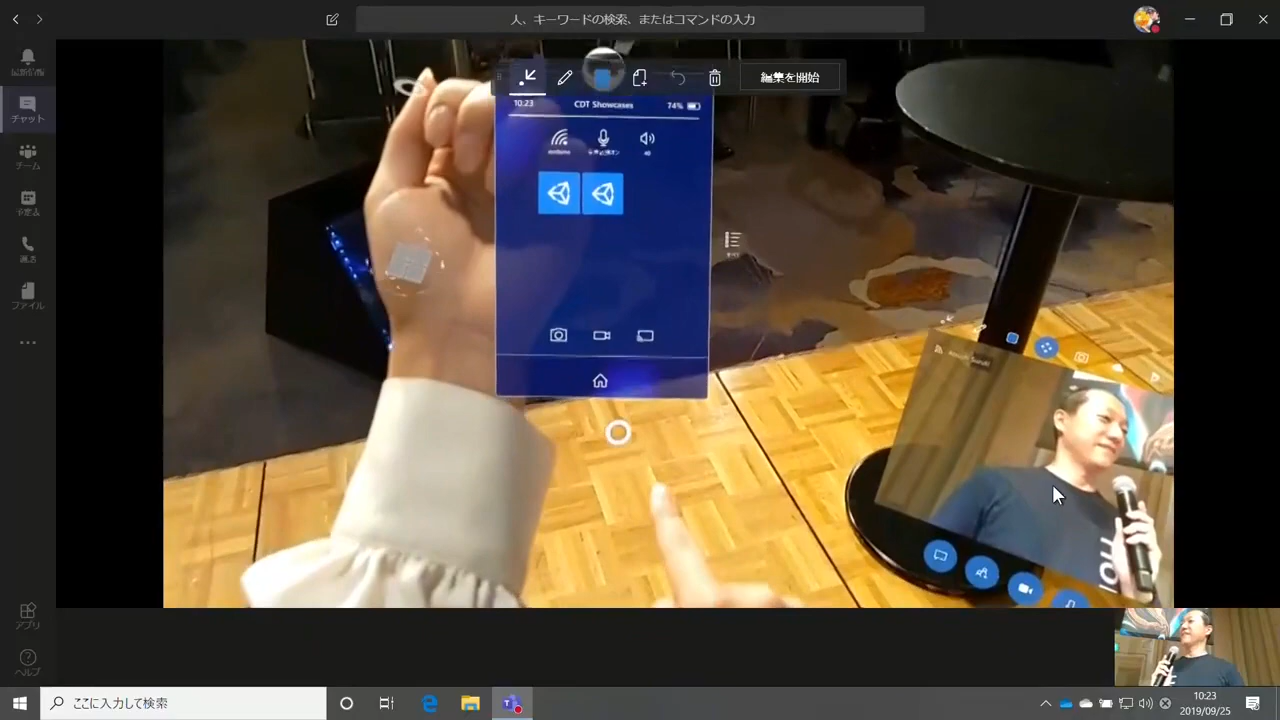 人、キーワードの検索、またはコマンドの入力
最新情報
チャット
チーム
予定表
通話
ファイル
編集を開始
10:23 CDT Showcases 74%
40
アプリ
ヘルプ
ここに入力して検索
10:23
2019/09/25